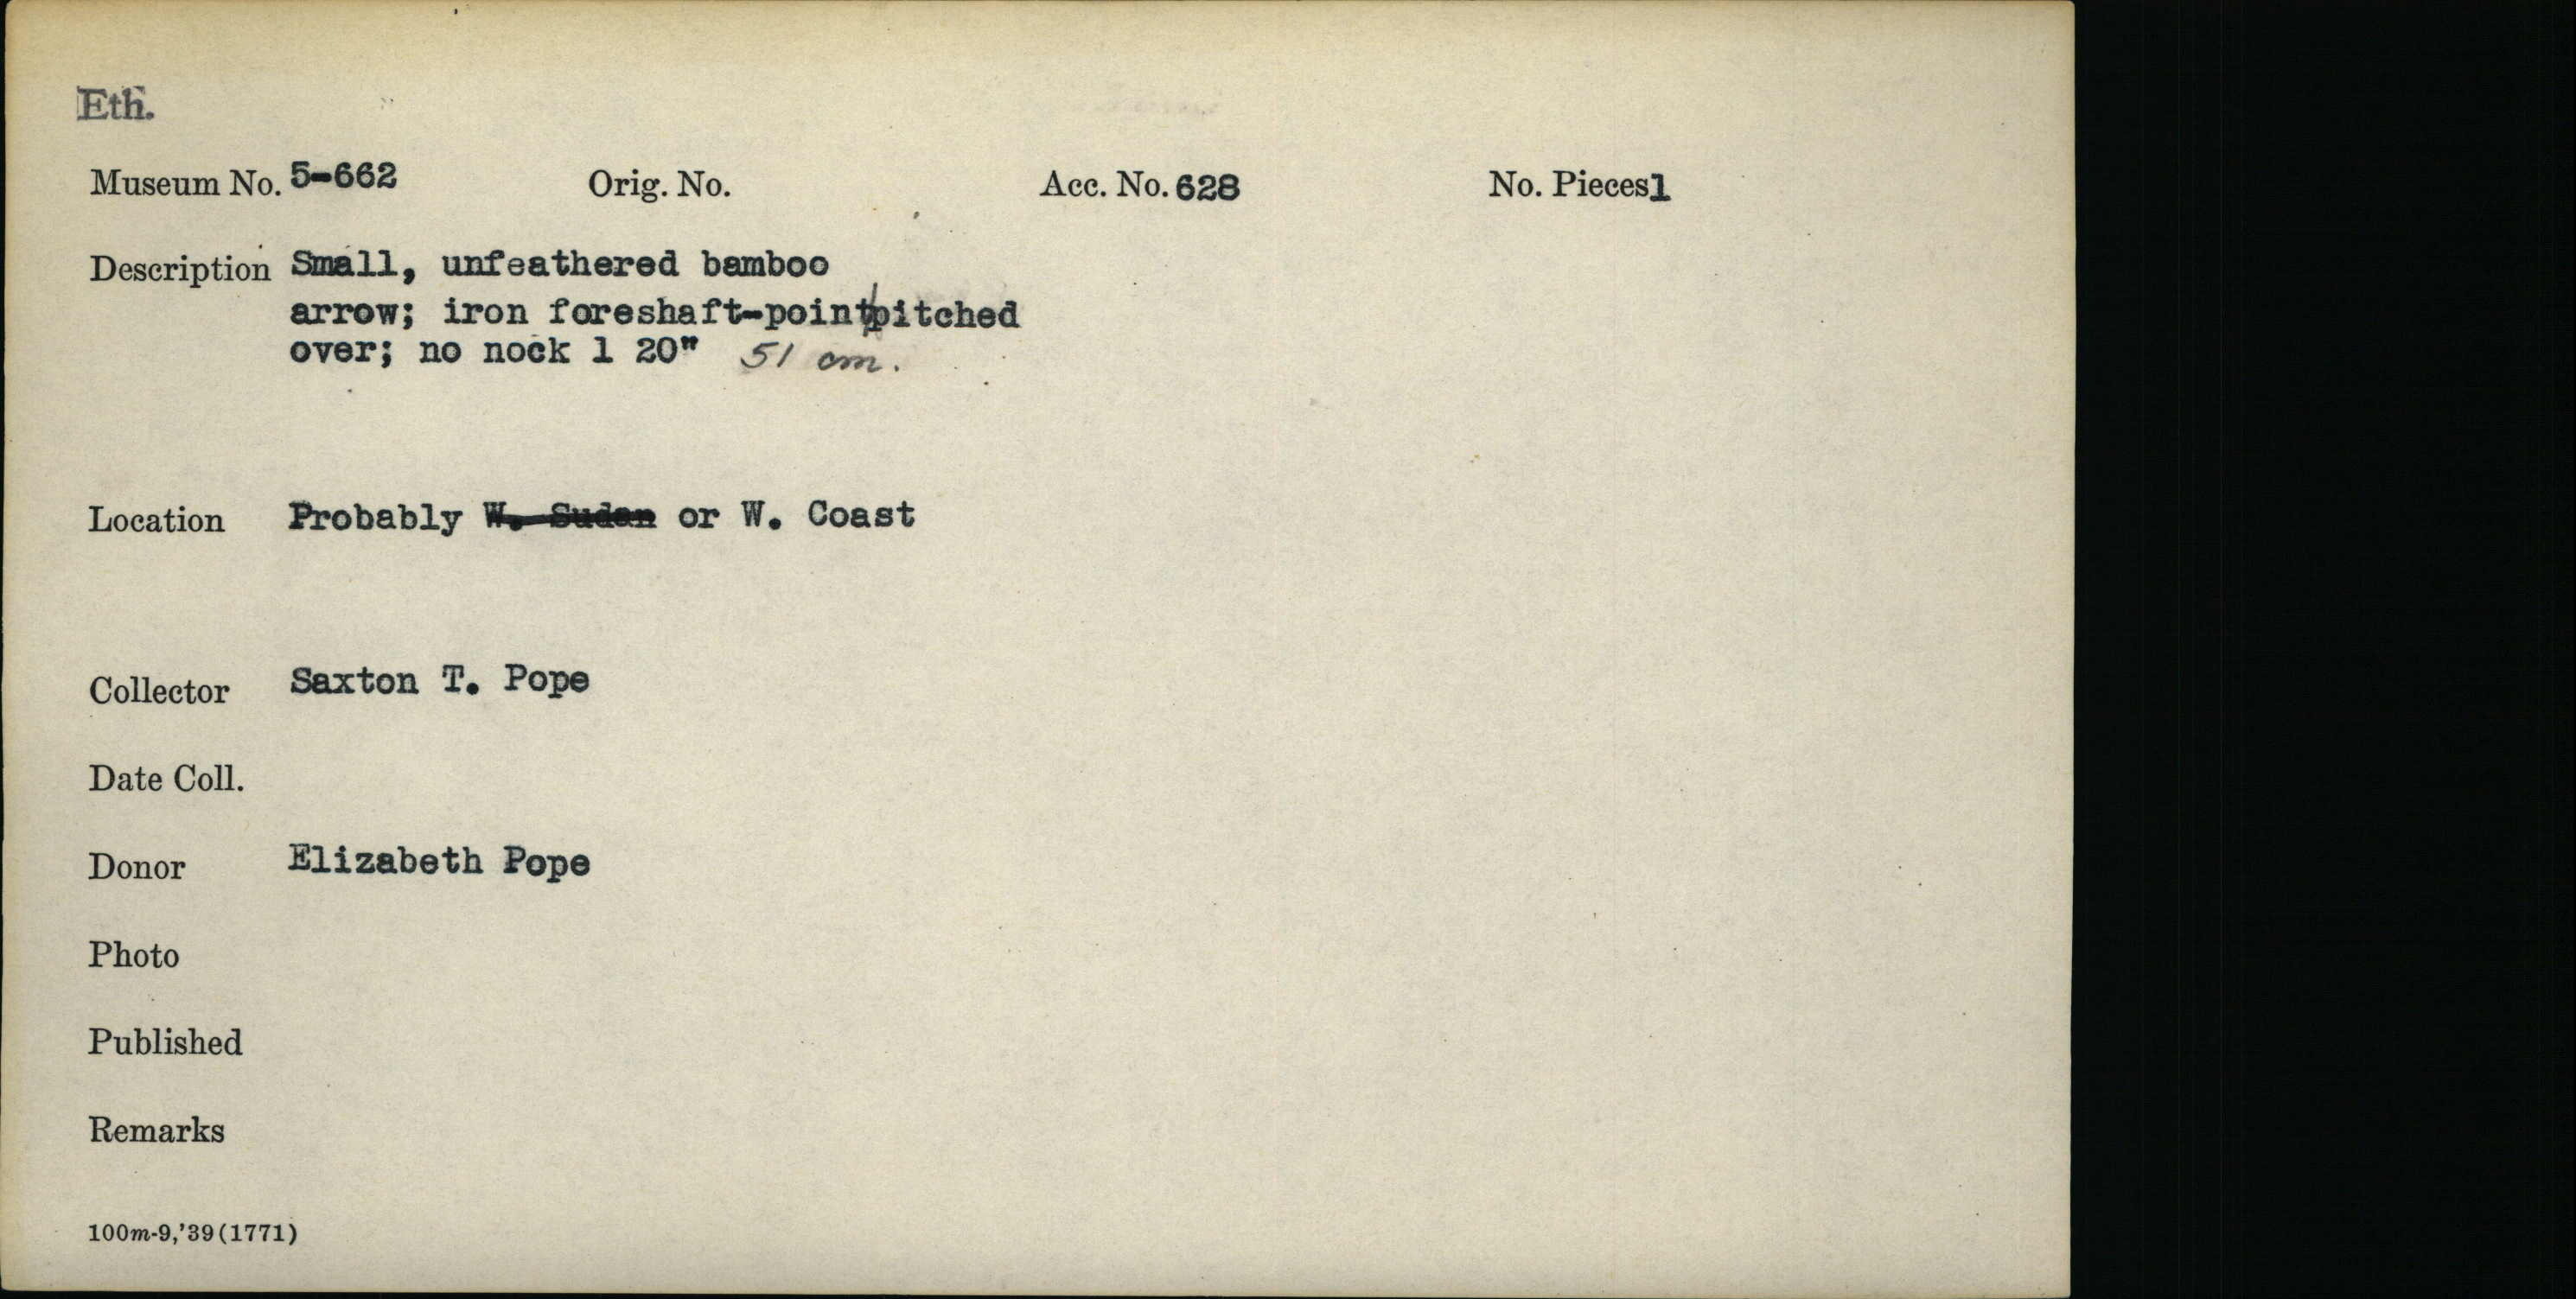 Eth.
Museum No. 5-662 Orig. No. Acc. No. 628 No. Pieces 1
Description Small, unfeathered bamboo
arrow; iron foreshaft-point/pitched
over; no nock l 20" 51 cm.
Location Probably W. Sudan or W. Coast
Collector Saxton T. Pope
Date Coll.
Donor Elizabeth Pope
Photo
Published
Remarks
100m-9,'39(1771)